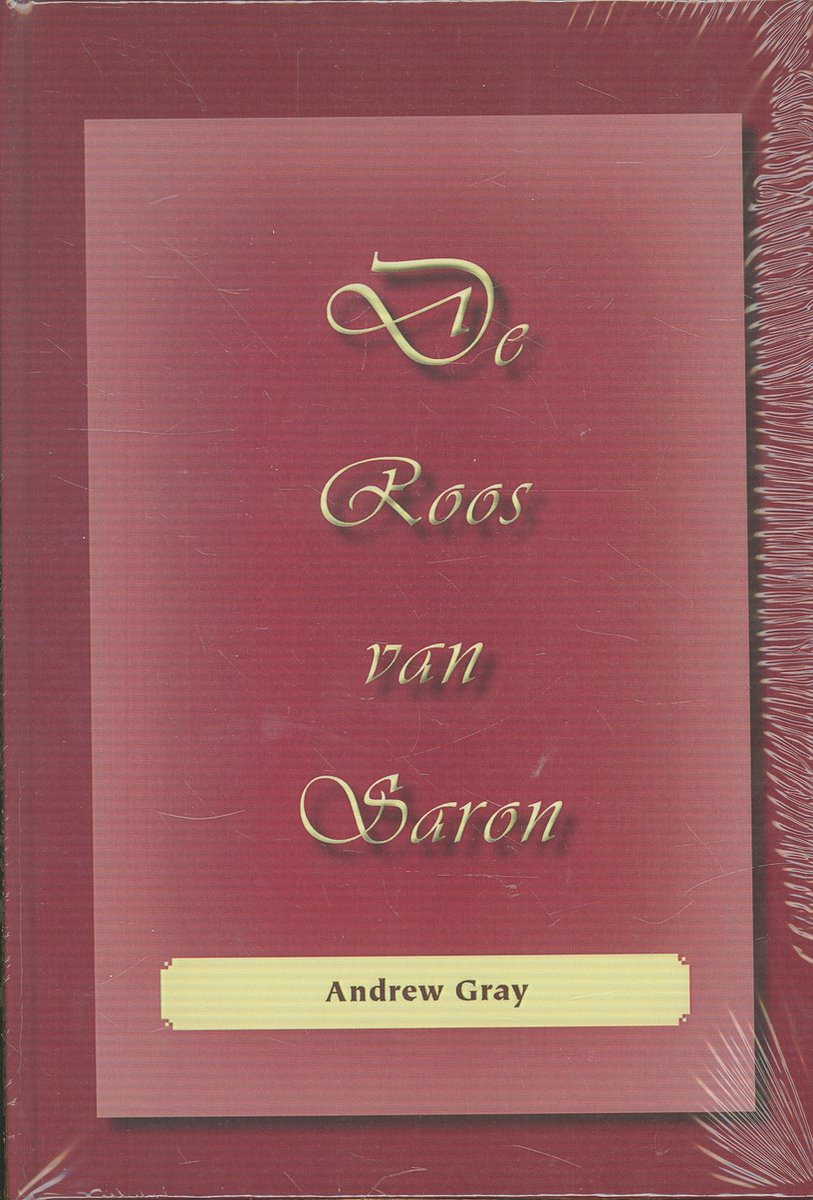 De
Roos
van
Saron
Andrew Gray